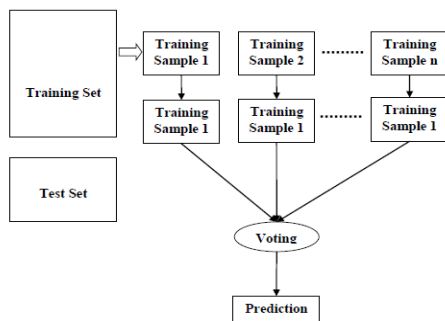 Training Set
Training
Sample 1
Training
Sample 2
Training
Sample n
Training
Sample 1
Training
Sample 1
Training
Sample 1
Test Set
Voting
Prediction